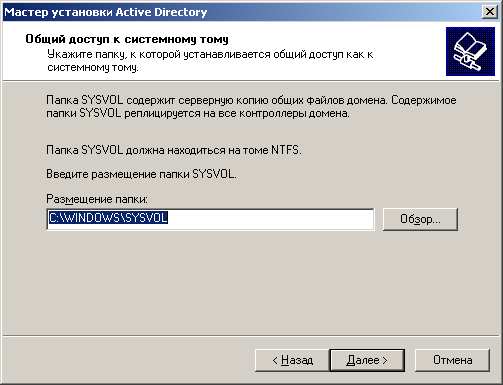 Мастер установки Active Directory
Общий доступ к системному тому
Укажите папку, к которой устанавливается общий доступ как к
системному тому.
Папка SYSVOL содержит серверную копию общих файлов домена. Содержимое
папки SYSVOL реплицируется на все контроллеры домена.
Папка SYSVOL должна находиться на томе NTFS.
Введите размещение папки SYSVOL.
Размещение папки:
C:\WINDOWS\SYSVOL
Обзор...
< Назад
Далее >
Отмена